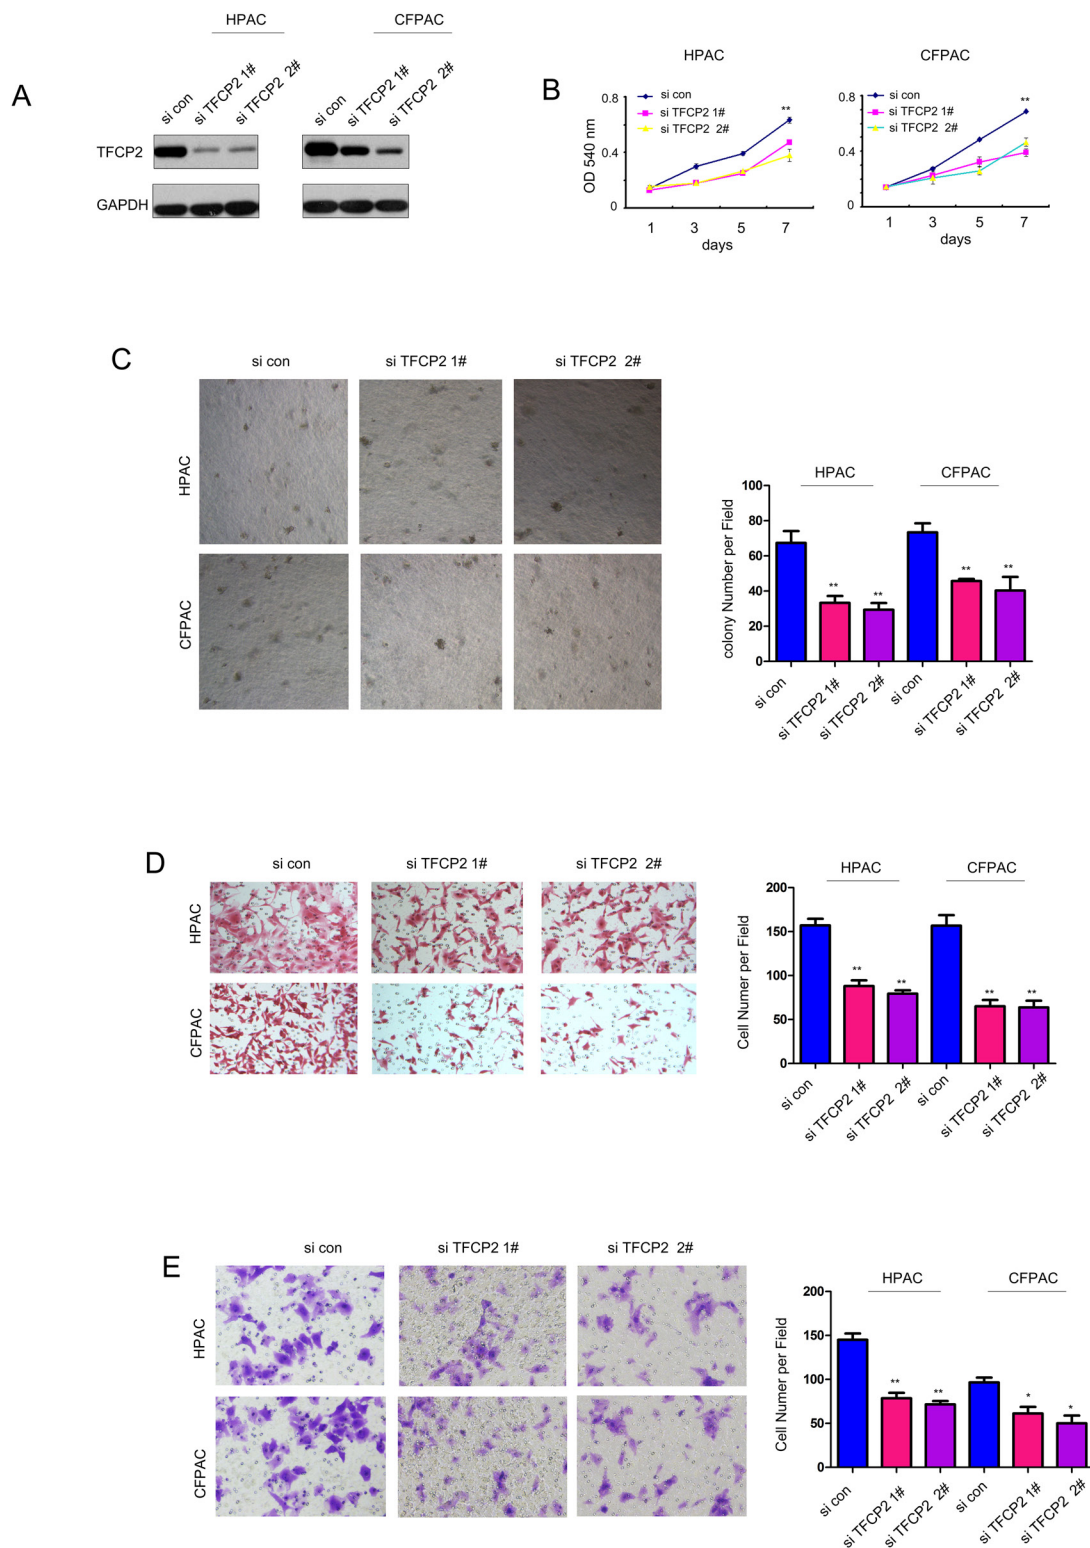 A
HPAC
CFPAC
si con
si TFCP2 1#
si TFCP2 2#
si con
si TFCP2 1#
si TFCP2 2#
TFCP2
GAPDH
B
HPAC
CFPAC
si con
si TFCP2 1#
si TFCP2 2#
**
OD 540 nm
0.8
0.4
0
1 3 5 7
days
si con
si TFCP2 1#
si TFCP2 2#
**
0.8
0.4
0
1 3 5 7
days
C
si con
si TFCP2 1#
si TFCP2 2#
HPAC
CFPAC
HPAC
CFPAC
colony Number per Field
100
80
60
40
20
0
** ** ** **
si con
si TFCP2 1#
si TFCP2 2#
si con
si TFCP2 1#
si TFCP2 2#
D
si con
si TFCP2 1#
si TFCP2 2#
HPAC
CFPAC
HPAC
CFPAC
Cell Numer per Field
200
150
100
50
0
** ** ** **
si con
si TFCP2 1#
si TFCP2 2#
si con
si TFCP2 1#
si TFCP2 2#
E
si con
si TFCP2 1#
si TFCP2 2#
HPAC
CFPAC
HPAC
CFPAC
Cell Numer per Field
200
150
100
50
0
** ** * *
si con
si TFCP2 1#
si TFCP2 2#
si con
si TFCP2 1#
si TFCP2 2#